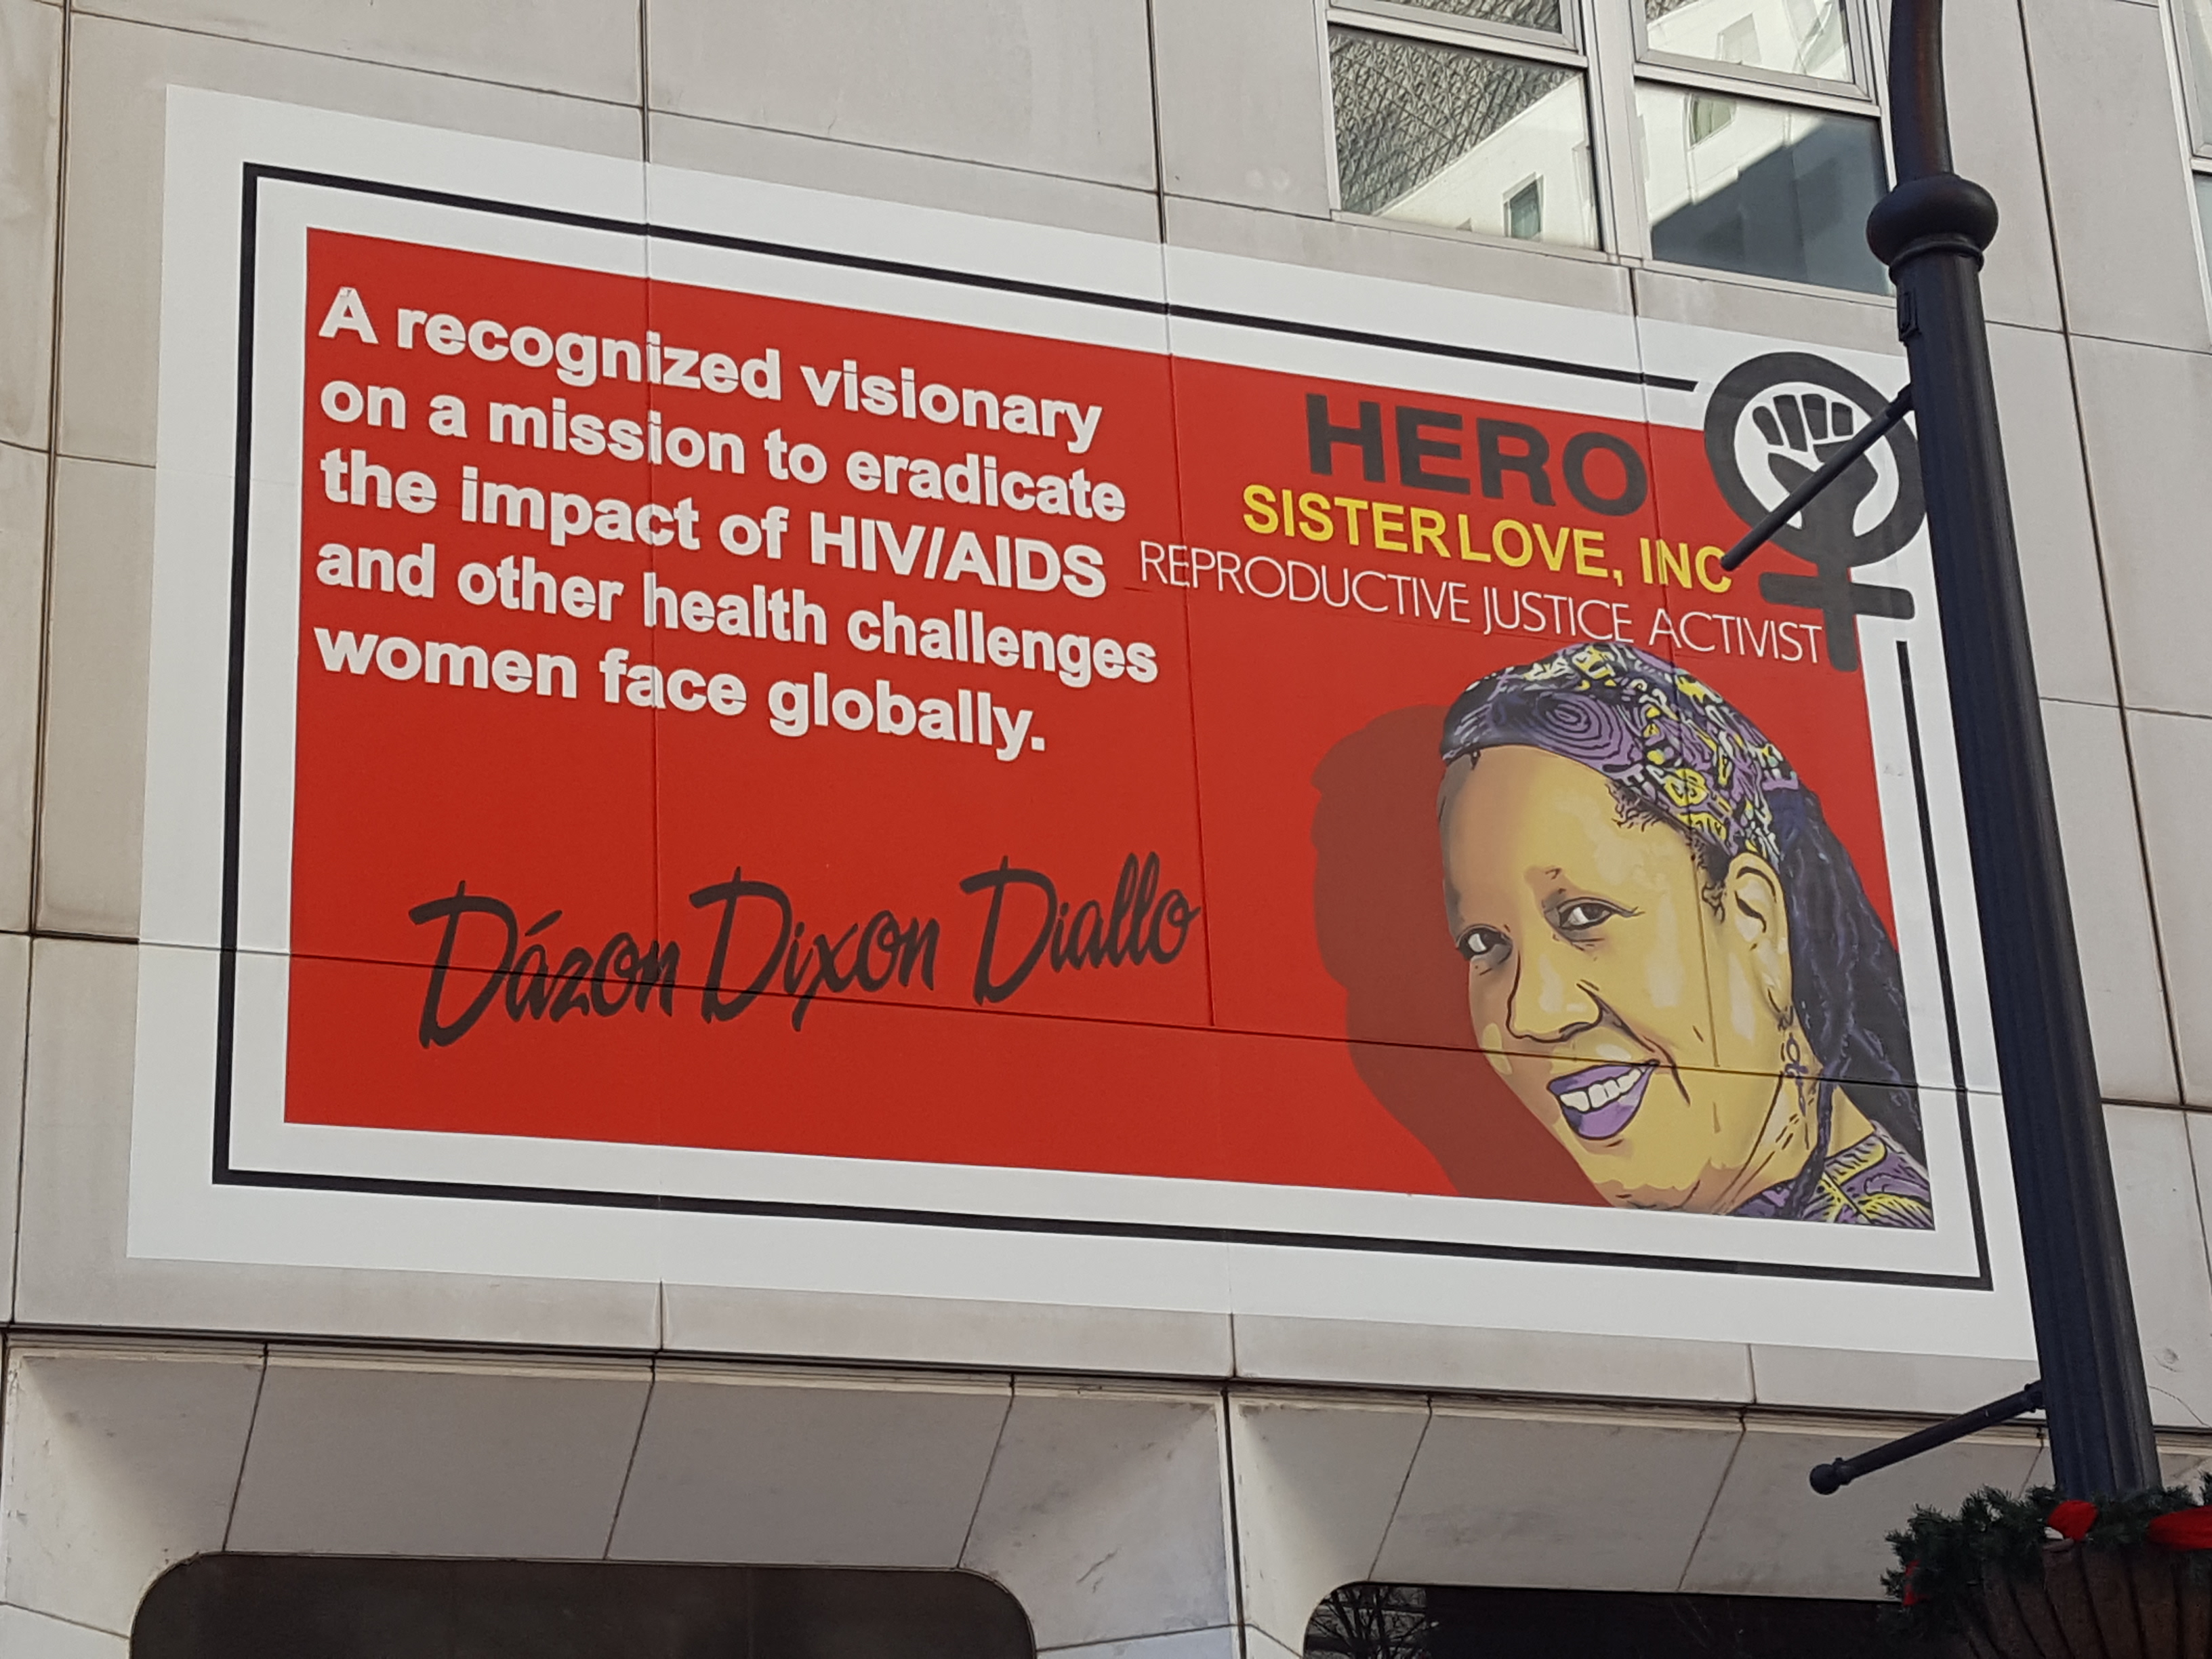 A recognized visionary
on a mission to eradicate
the impact of HIV/AIDS
and other health challenges
women face globally.
Dázon Dixon Diallo
HERO
SISTERLOVE, INC
REPRODUCTIVE JUSTICE ACTIVIST